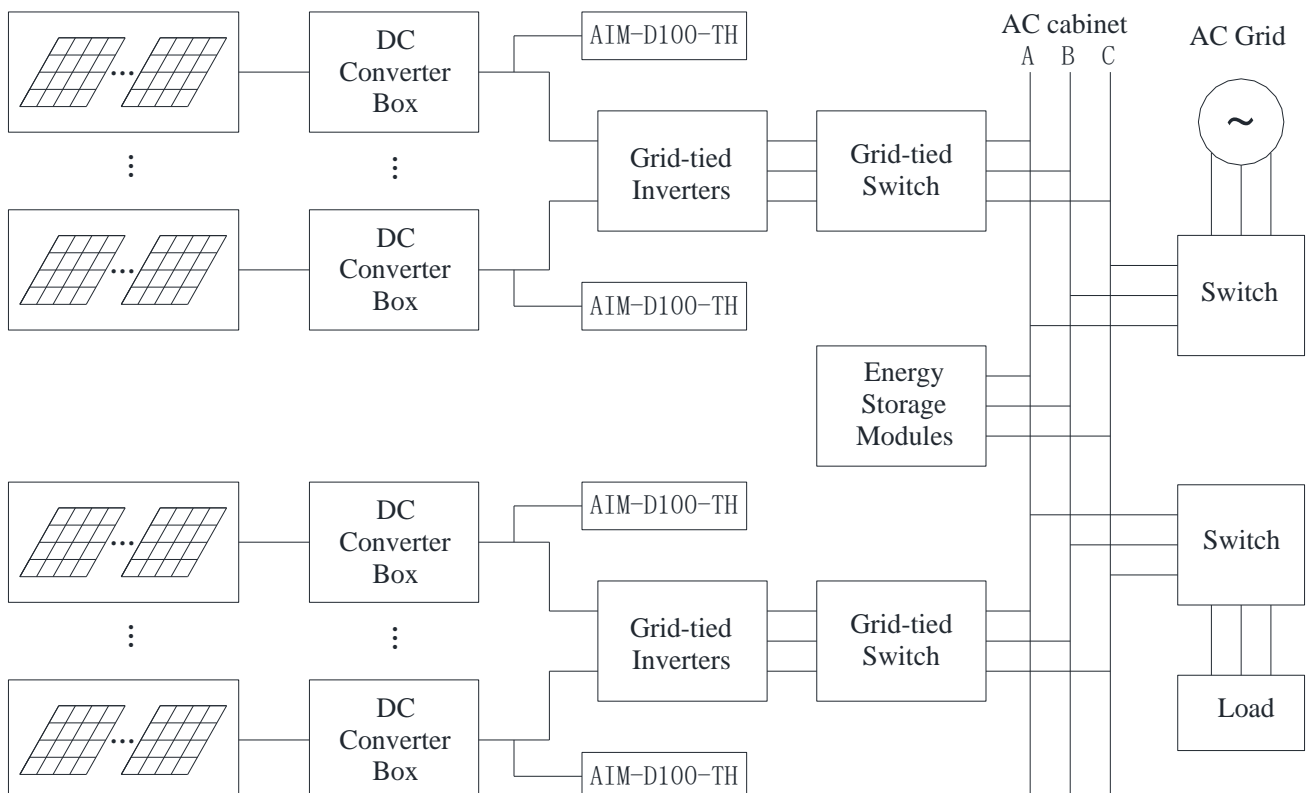 DC
Converter
Box
AIM-D100-TH
AC cabinet
A B C
AC Grid
~
Grid-tied
Inverters
Grid-tied
Switch
DC
Converter
Box
AIM-D100-TH
Switch
Energy
Storage
Modules
DC
Converter
Box
AIM-D100-TH
Switch
Grid-tied
Inverters
Grid-tied
Switch
DC
Converter
Box
AIM-D100-TH
Load